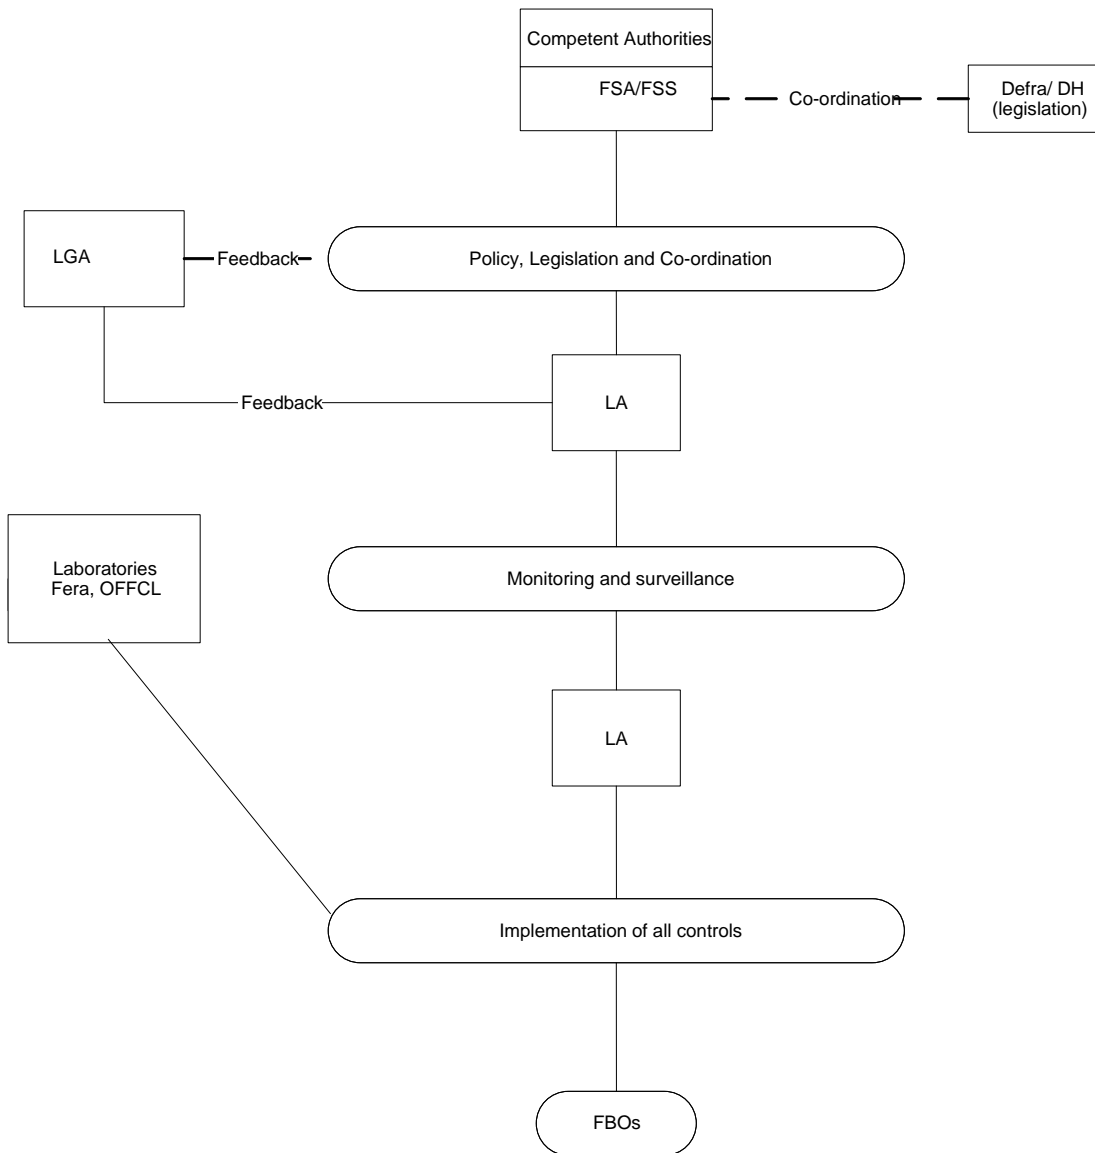 Competent Authorities
FSA/FSS
Co-ordination
Defra/ DH
(legislation)
LGA
Feedback
Policy, Legislation and Co-ordination
Feedback
LA
Laboratories
Fera, OFFCL
Monitoring and surveillance
LA
Implementation of all controls
FBOs